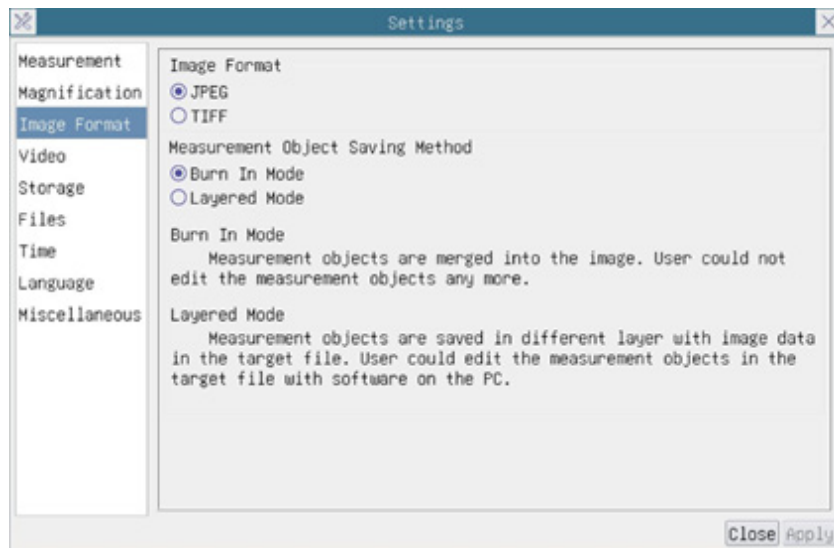 Settings
Measurement
Magnification
Image Format
Video
Storage
Files
Time
Language
Miscellaneous
Image Format
JPEG
TIFF
Measurement Object Saving Method
Burn In Mode
Layered Mode
Burn In Mode
Measurement objects are merged into the image. User could not
edit the measurement objects any more.
Layered Mode
Measurement objects are saved in different layer with image data
in the target file. User could edit the measurement objects in the
target file with software on the PC.
Close Apply